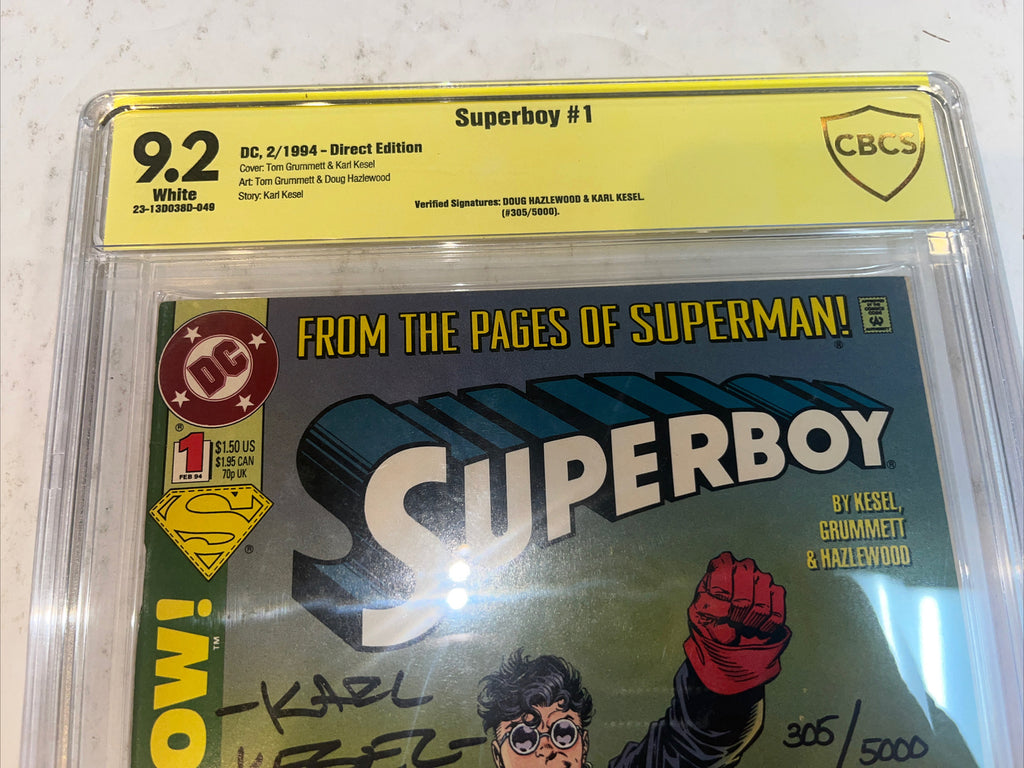 Superboy #1
9.2
White
23-13D038D-049
DC, 2/1994 - Direct Edition
Cover: Tom Grummett & Karl Kesel
Art: Tom Grummett & Doug Hazlewood
Story: Karl Kesel
Verified Signatures: DOUG HAZLEWOOD & KARL KESEL.
(#305/5000).
CBCS
FROM THE PAGES OF SUPERMAN!
®
DC
®
1
FEB 94
$1.50 US
$1.95 CAN
70p UK
S
®
SUPERBOY
®
BY KESEL,
GRUMMETT
& HAZLEWOOD
OW!
TM
-KARL
KESEL-
305/5000